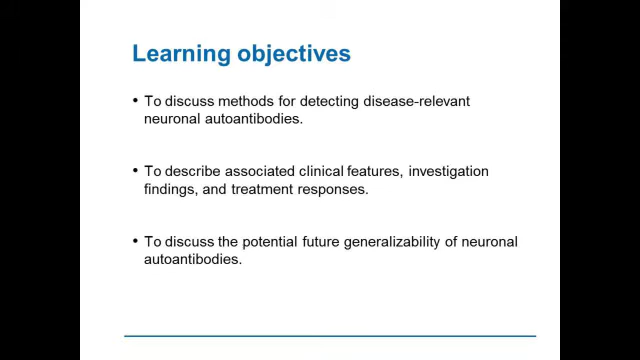 Learning objectives
• To discuss methods for detecting disease-relevant
neuronal autoantibodies.
• To describe associated clinical features, investigation
findings, and treatment responses.
• To discuss the potential future generalizability of neuronal
autoantibodies.